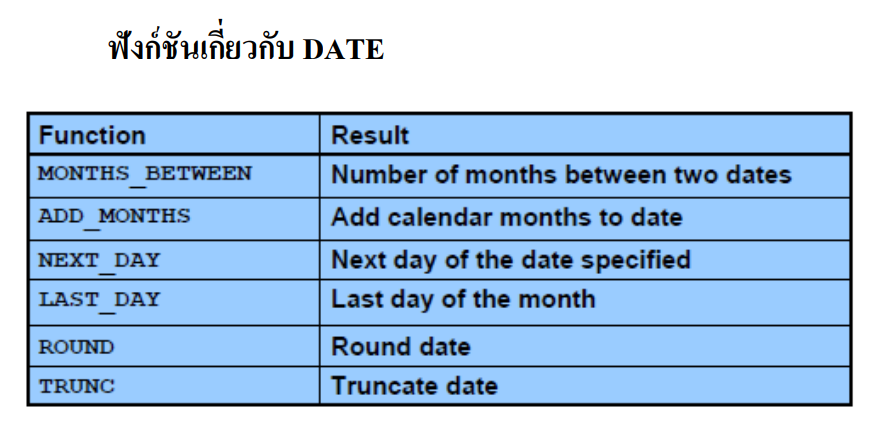 ฟังก์ชันเกี่ยวกับ DATE
Function Result
MONTHS_BETWEEN Number of months between two dates
ADD_MONTHS Add calendar months to date
NEXT_DAY Next day of the date specified
LAST_DAY Last day of the month
ROUND Round date
TRUNC Truncate date